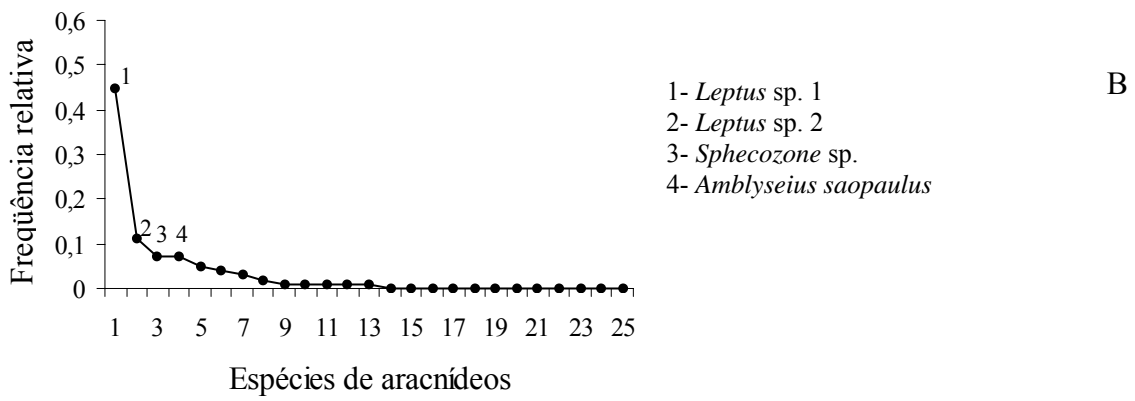 0,6
0,5
0,4
0,3
0,2
0,1
0
Freqüência relativa
1
2
3
4
1 3 5 7 9 11 13 15 17 19 21 23 25
Espécies de aracnídeos
1- Leptus sp. 1
2- Leptus sp. 2
3- Sphecozone sp.
4- Amblyseius saopaulus
B